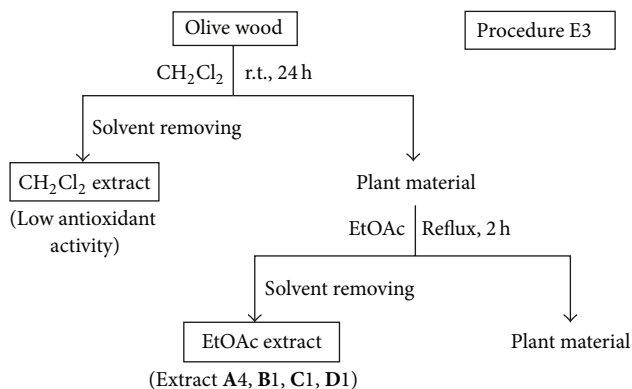 Olive wood
Procedure E3
CH₂Cl₂ r.t., 24 h
Solvent removing
CH₂Cl₂ extract
Plant material
(Low antioxidant
activity)
EtOAc Reflux, 2 h
Solvent removing
EtOAc extract
Plant material
(Extract A4, B1, C1, D1)